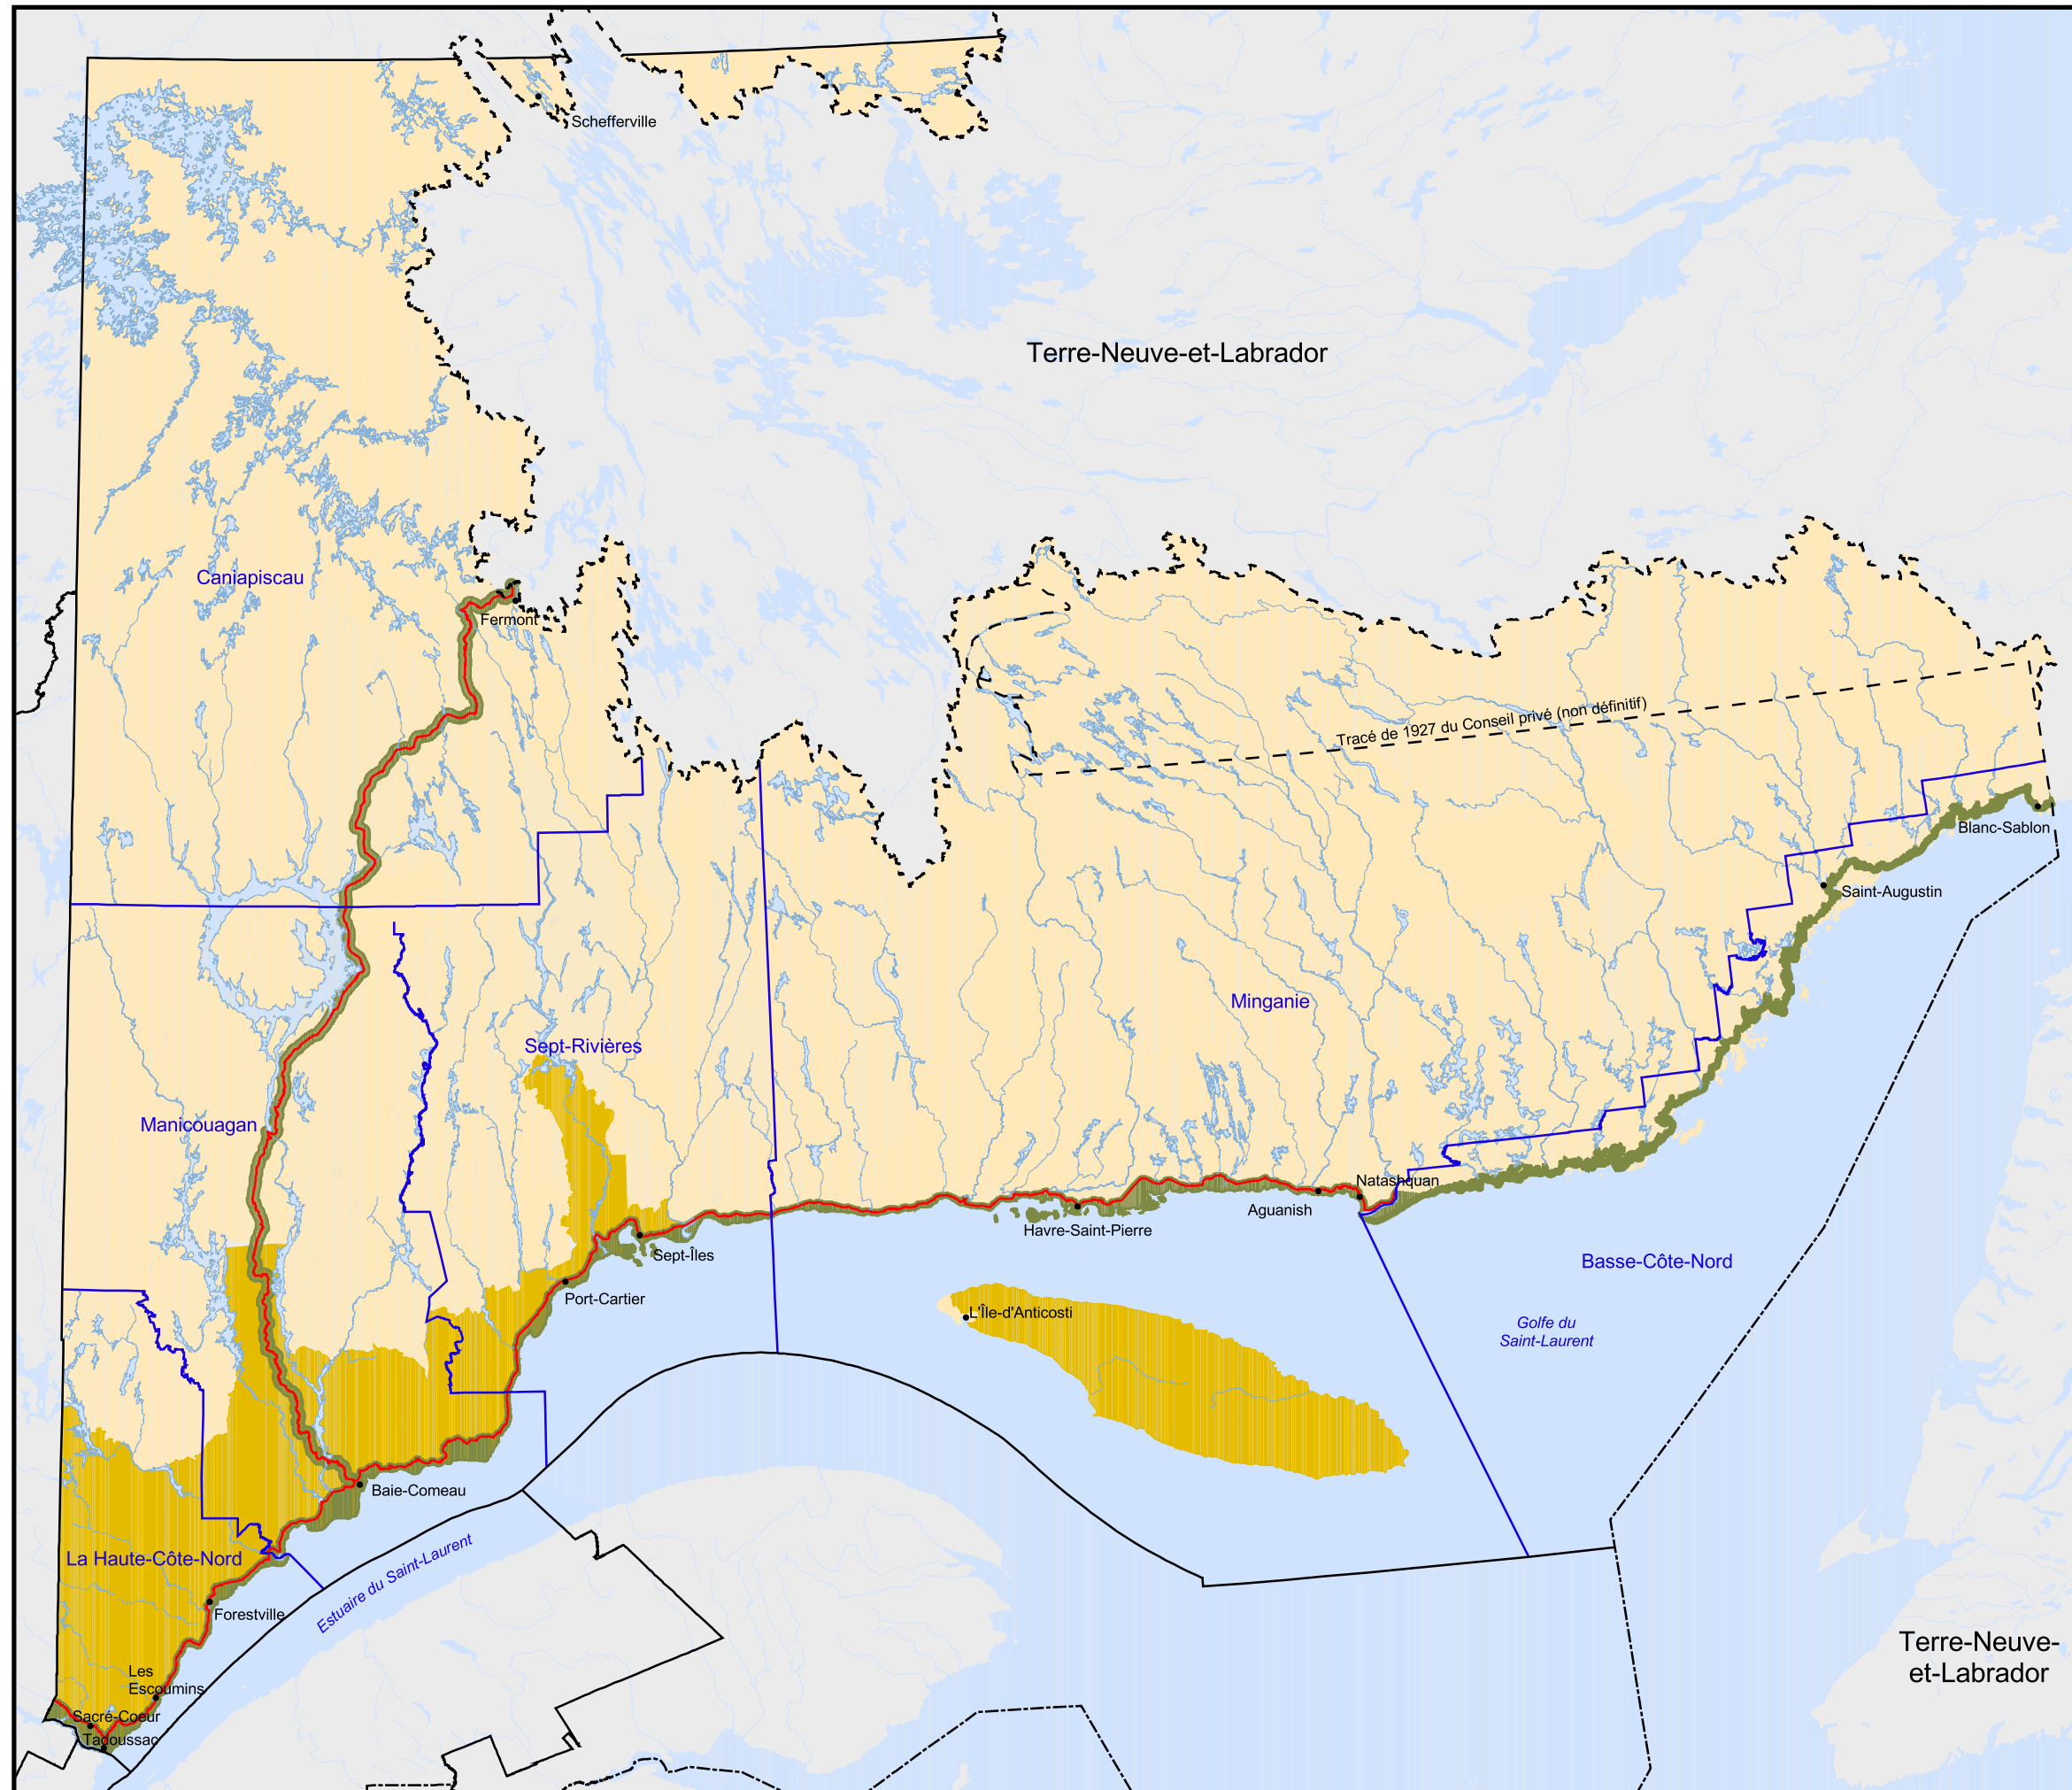 Schefferville
Terre-Neuve-et-Labrador
Caniapiscau
Fermont
Tracé de 1927 du Conseil privé (non définitif)
Blanc-Sablon
Saint-Augustin
Minganie
Sept-Rivières
Manicouagan
Natashquan
Aguanish
Havre-Saint-Pierre
Sept-Îles
Basse-Côte-Nord
Port-Cartier
L'Île-d'Anticosti
Golfe du
Saint-Laurent
Baie-Comeau
La Haute-Côte-Nord
Estuaire du Saint-Laurent
Forestville
Terre-Neuve-
et-Labrador
Les
Escoumins
Sacré-Coeur
Tadoussac